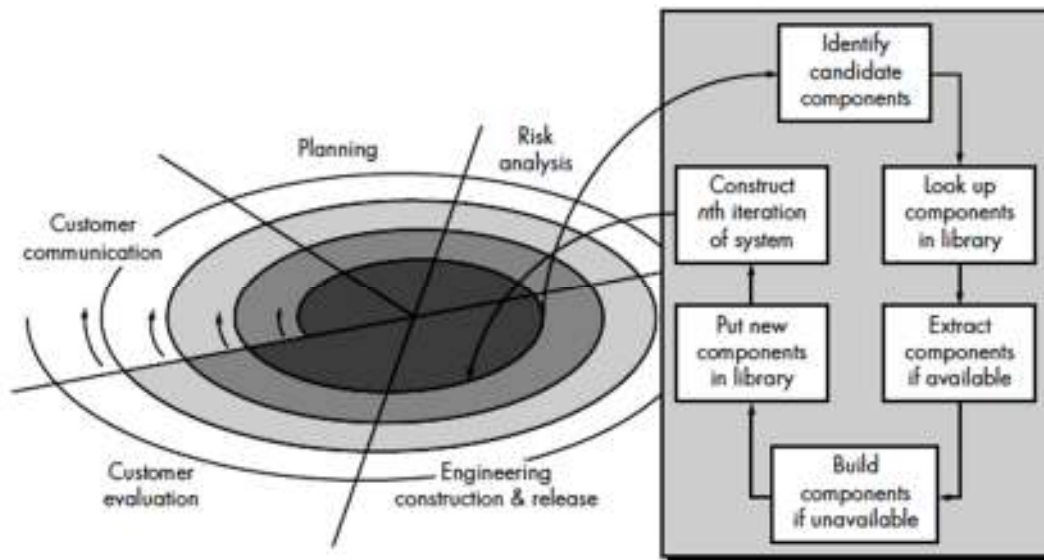 Planning
Risk
analysis
Customer
communication
Customer
evaluation
Engineering
construction & release
Identify
candidate
components
Look up
components
in library
Extract
components
if available
Build
components
if unavailable
Put new
components
in library
Construct
nth iteration
of system